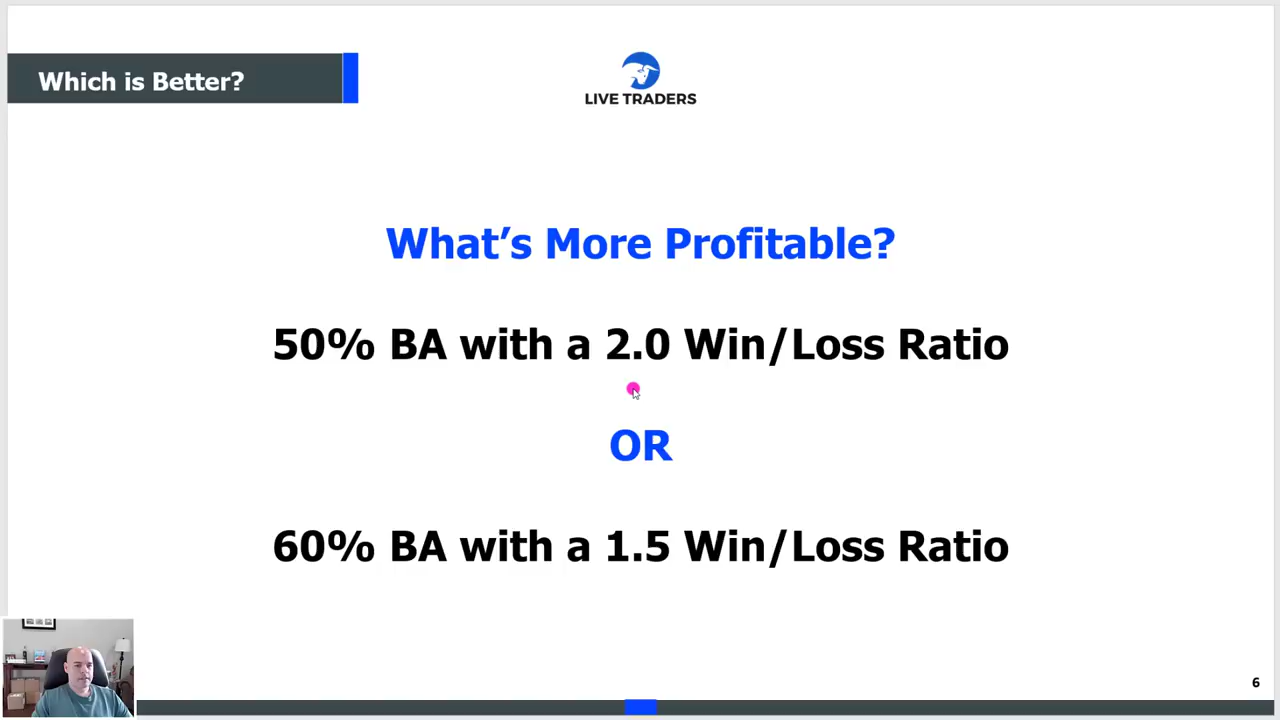 Which is Better?
LIVE TRADERS
What's More Profitable?
50% BA with a 2.0 Win/Loss Ratio
OR
60% BA with a 1.5 Win/Loss Ratio
6